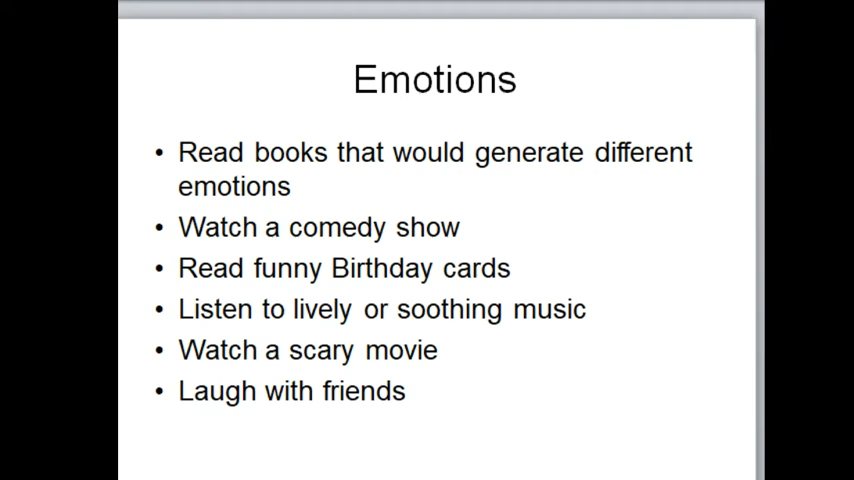 Emotions
• Read books that would generate different
emotions
• Watch a comedy show
• Read funny Birthday cards
• Listen to lively or soothing music
• Watch a scary movie
• Laugh with friends